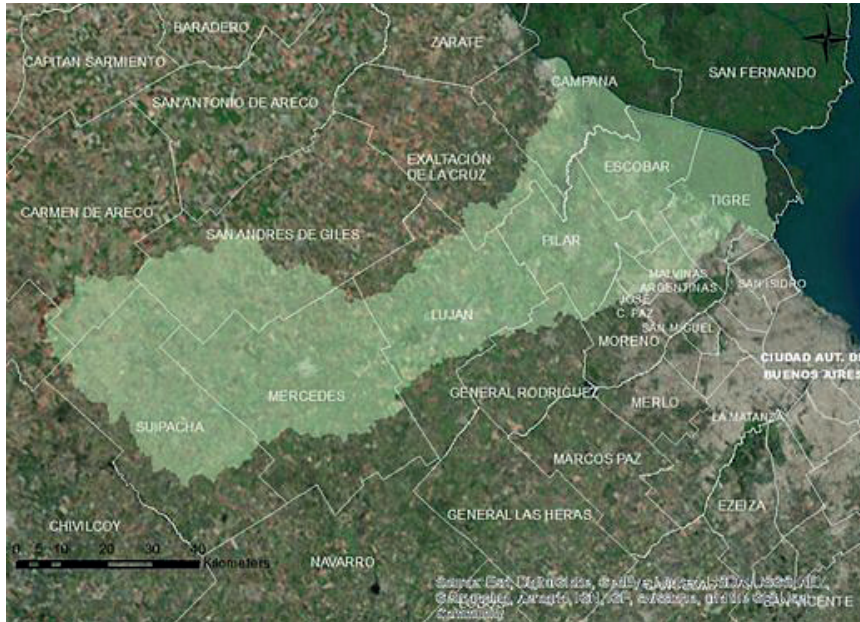 BARADERO
ZARATE
CAPITAN SARMIENTO
CAMPANA
SAN FERNANDO
SAN ANTONIO DE ARECO
EXALTACIÓN
DE LA CRUZ
ESCOBAR
TIGRE
CARMEN DE ARECO
SAN ANDRES DE GILES
PILAR
MALVINAS
ARGENTINAS
SAN ISIDRO
JOSE
C. PAZ
LUJAN
SAN MIGUEL
MORENO
CIUDAD AUT. DE
BUENOS AIRES
GENERAL RODRIGUEZ
MERCEDES
MERLO
LA MATANZA
SUIPACHA
MARCOS PAZ
EZEIZA
GENERAL LAS HERAS
CHIVILCOY
0 5 10 20 30 40
Kilometers
NAVARRO
SAN VICENTE